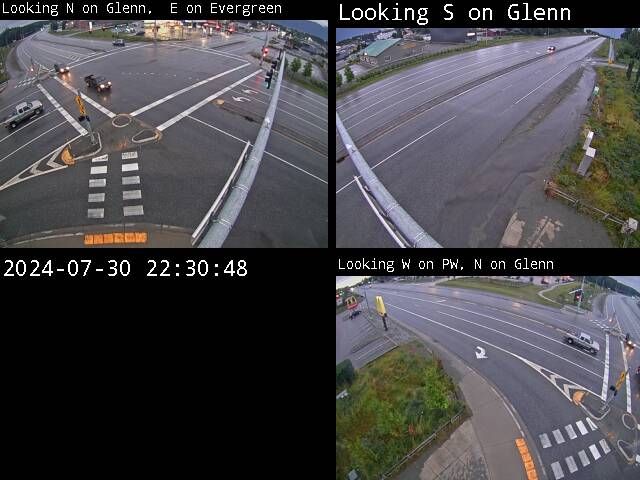 Looking N on Glenn,  E on Evergreen
Looking S on Glenn
2024-07-30 22:30:48
Looking W on PW, N on Glenn